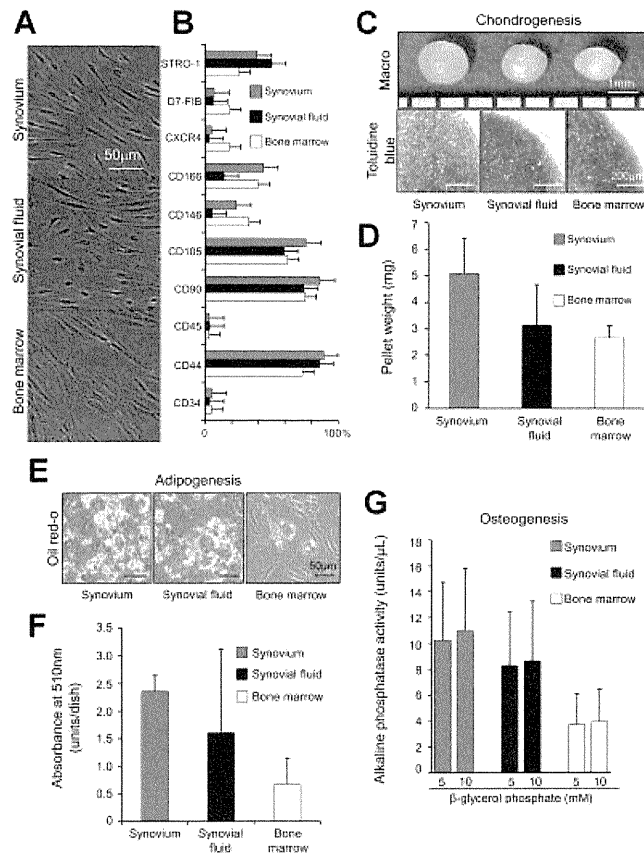 A
Synovium
50µm
Synovial fluid
Bone marrow
B
STRO-1
D7-FIB
CXCR4
CD166
CD146
CD105
CD90
CD45
CD44
CD34
Synovium
Synovial fluid
Bone marrow
0
100%
C
Chondrogenesis
Macro
1mm
Toluidine
blue
200µm
Synovium
Synovial fluid
Bone marrow
D
Pellet weight (mg)
7
6
5
4
3
2
1
0
Synovium
Synovial fluid
Bone marrow
Synovium
Synovial
fluid
Bone
marrow
E
Adipogenesis
Oil red-o
50µm
Synovium
Synovial fluid
Bone marrow
F
Absorbance at 510nm
(units/dish)
3.5
3.0
2.5
2.0
1.5
1.0
0.5
0
Synovium
Synovial fluid
Bone marrow
Synovium
Synovial
fluid
Bone
marrow
G
Osteogenesis
Alkaline phosphatase activity (units/µL)
18
16
14
12
10
8
6
4
2
0
Synovium
Synovial fluid
Bone marrow
5 10 5 10 5 10
β-glycerol phosphate (mM)